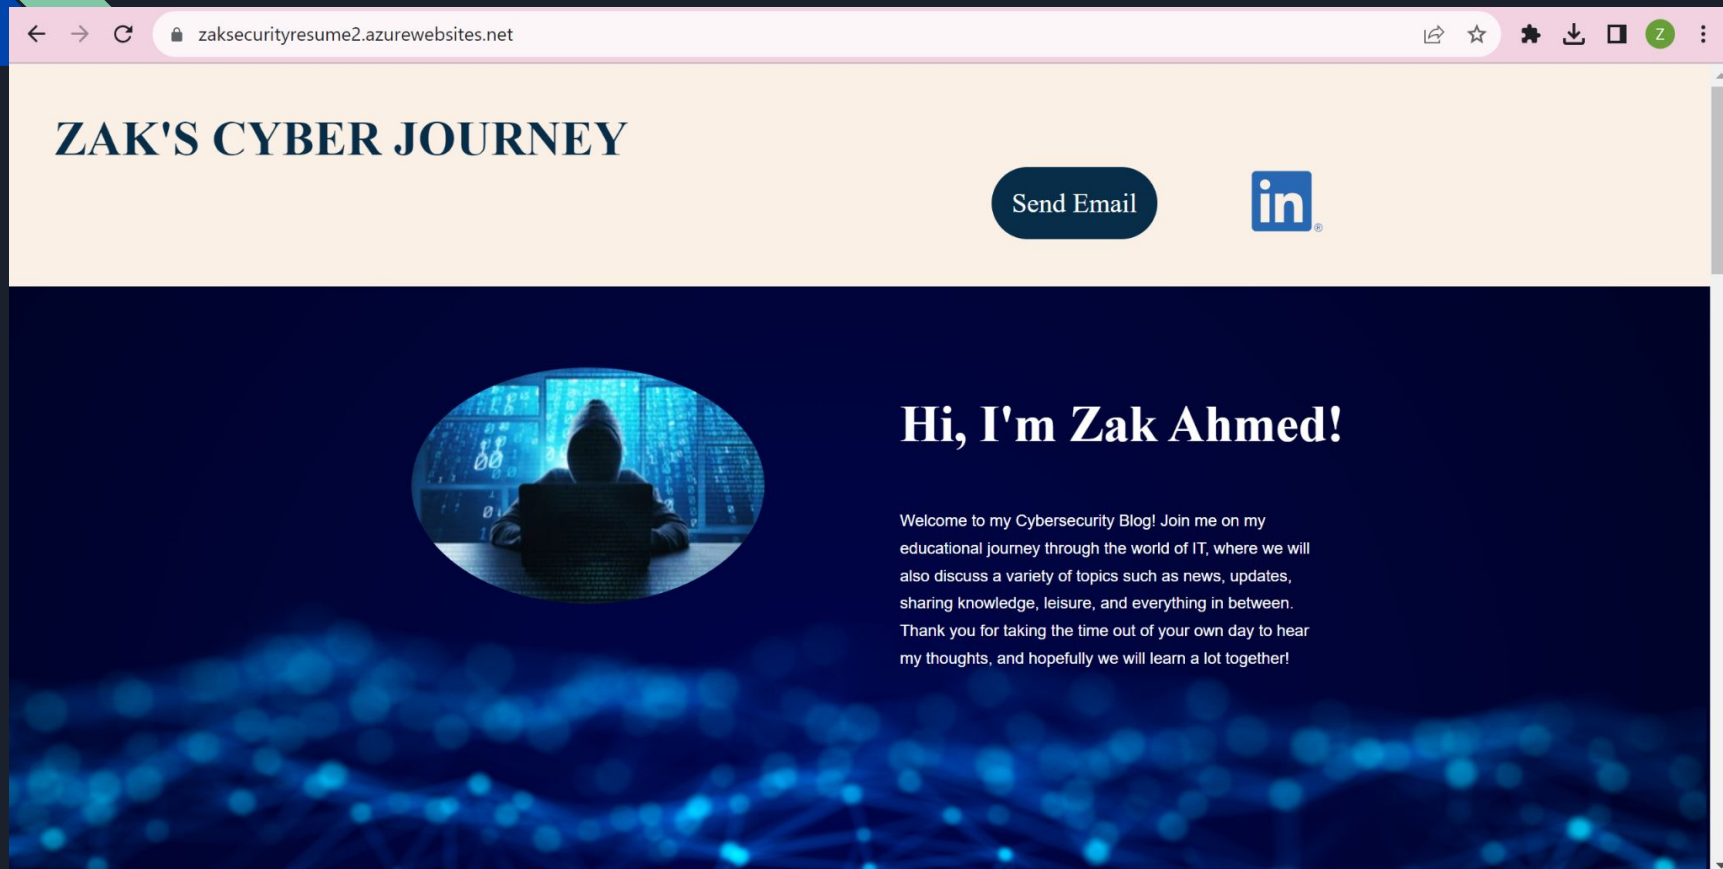 zaksecurityresume2.azurewebsites.net
Z
ZAK'S CYBER JOURNEY
Send Email
in
®
Hi, I'm Zak Ahmed!
Welcome to my Cybersecurity Blog! Join me on my
educational journey through the world of IT, where we will
also discuss a variety of topics such as news, updates,
sharing knowledge, leisure, and everything in between.
Thank you for taking the time out of your own day to hear
my thoughts, and hopefully we will learn a lot together!